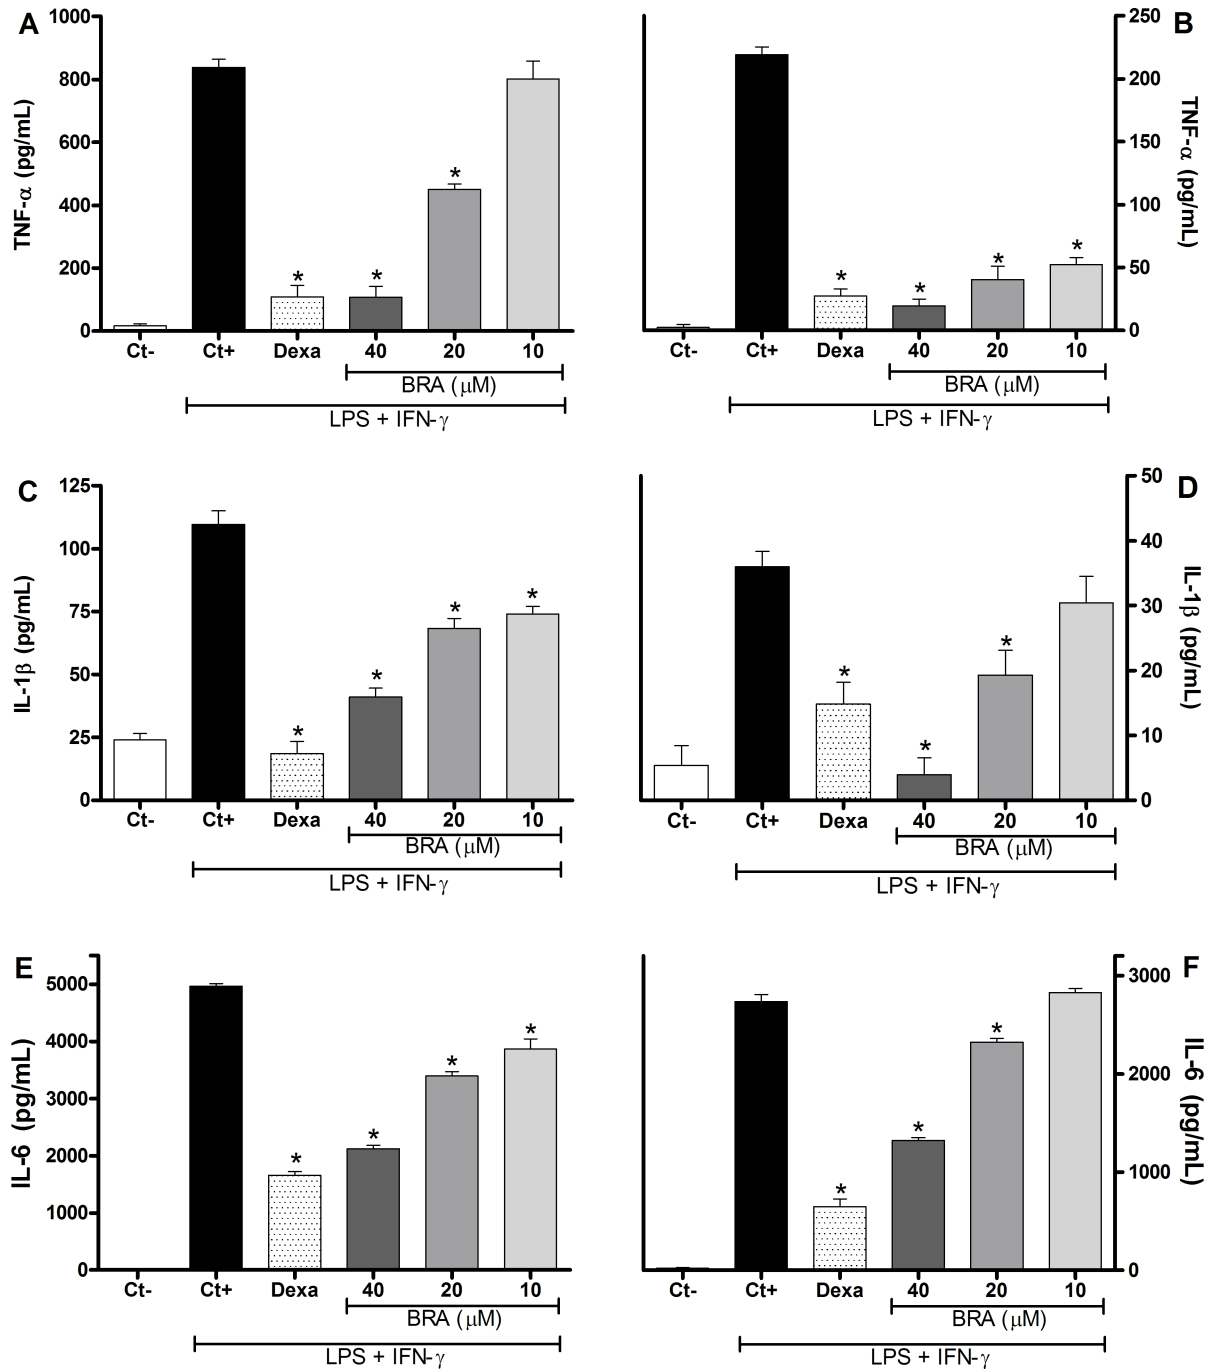 A
TNF-α (pg/mL)
1000
800
600
400
200
0
*
*
*
Ct-
Ct+
Dexa
40
20
10
BRA (μM)
LPS + IFN-γ
B
TNF-α (pg/mL)
250
200
150
100
50
0
*
*
*
*
Ct-
Ct+
Dexa
40
20
10
BRA (μM)
LPS + IFN-γ
C
IL-1β (pg/mL)
125
100
75
50
25
0
*
*
*
*
Ct-
Ct+
Dexa
40
20
10
BRA (μM)
LPS + IFN-γ
D
IL-1β (pg/mL)
50
40
30
20
10
0
*
*
*
Ct-
Ct+
Dexa
40
20
10
BRA (μM)
LPS + IFN-γ
E
IL-6 (pg/mL)
5000
4000
3000
2000
1000
0
*
*
*
*
Ct-
Ct+
Dexa
40
20
10
BRA (μM)
LPS + IFN-γ
F
IL-6 (pg/mL)
3000
2000
1000
0
*
*
*
Ct-
Ct+
Dexa
40
20
10
BRA (μM)
LPS + IFN-γ